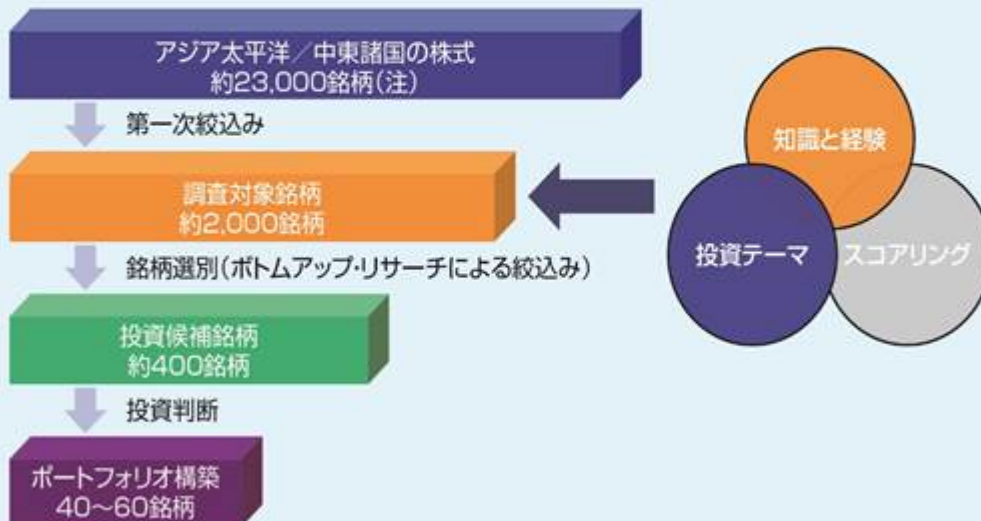 アジア太平洋／中東諸国の株式
約23,000銘柄(注)
第一次絞込み
調査対象銘柄
約2,000銘柄
銘柄選別(ボトムアップ・リサーチによる絞込み)
投資候補銘柄
約400銘柄
投資判断
ポートフォリオ構築
40～60銘柄
知識と経験
投資テーマ
スコアリング